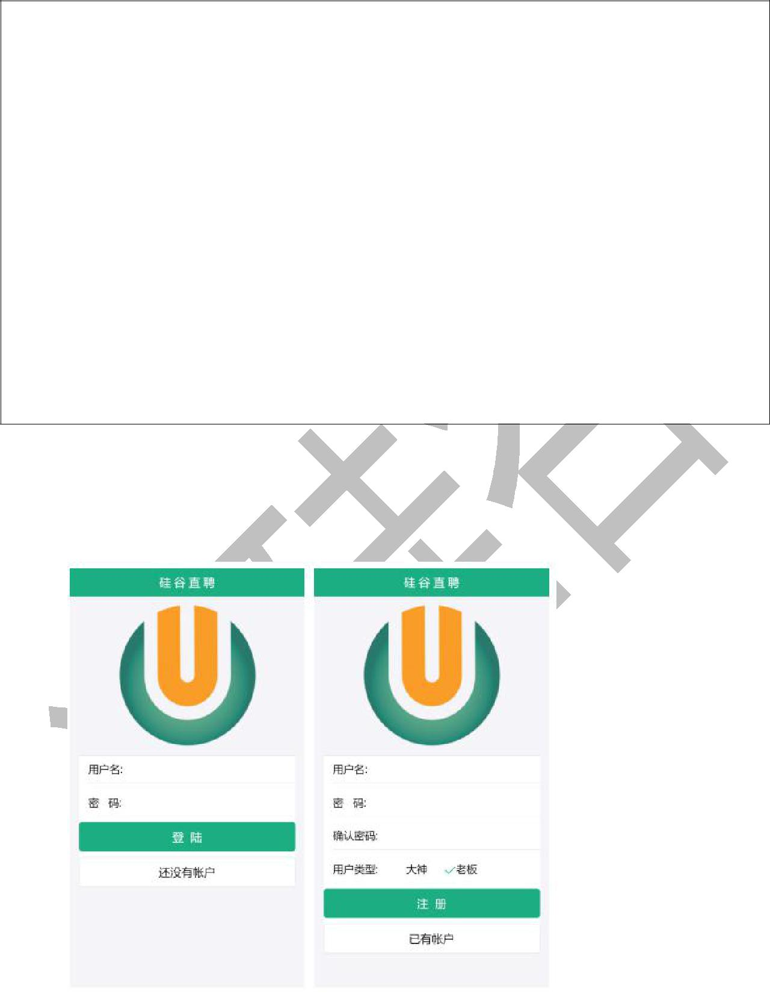 硅谷直聘
用户名:
密 码:
登 陆
还没有帐户
硅谷直聘
用户名:
密 码:
确认密码:
用户类型: 大神 老板
注 册
已有帐户